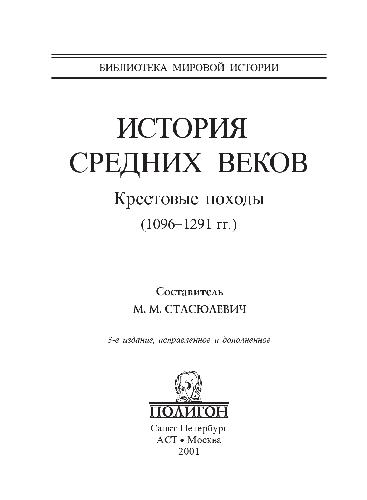 БИБЛИОТЕКА МИРОВОЙ ИСТОРИИ
ИСТОРИЯ
СРЕДНИХ ВЕКОВ
Крестовые походы
(1096–1291 гг.)
Составитель
М. М. СТАСЮЛЕВИЧ
5-е издание, исправленное и дополненное
ПОЛИГОН
Санкт Петербург
АСТ • Москва
2001